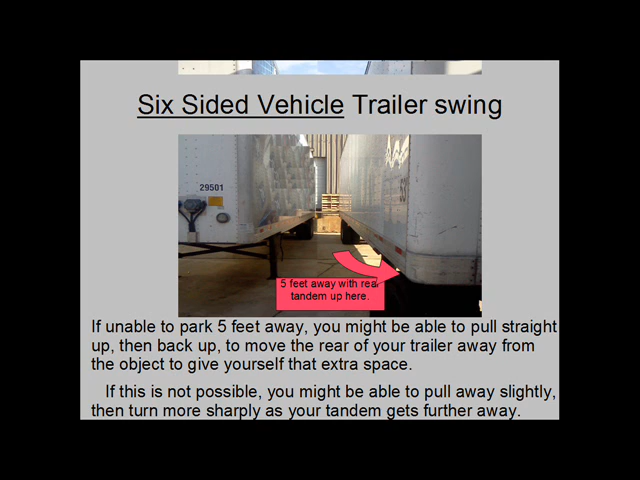 Six Sided Vehicle Trailer swing
29501
5 feet away with rear
tandem up here.
If unable to park 5 feet away, you might be able to pull straight
up, then back up, to move the rear of your trailer away from
the object to give yourself that extra space.
If this is not possible, you might be able to pull away slightly,
then turn more sharply as your tandem gets further away.